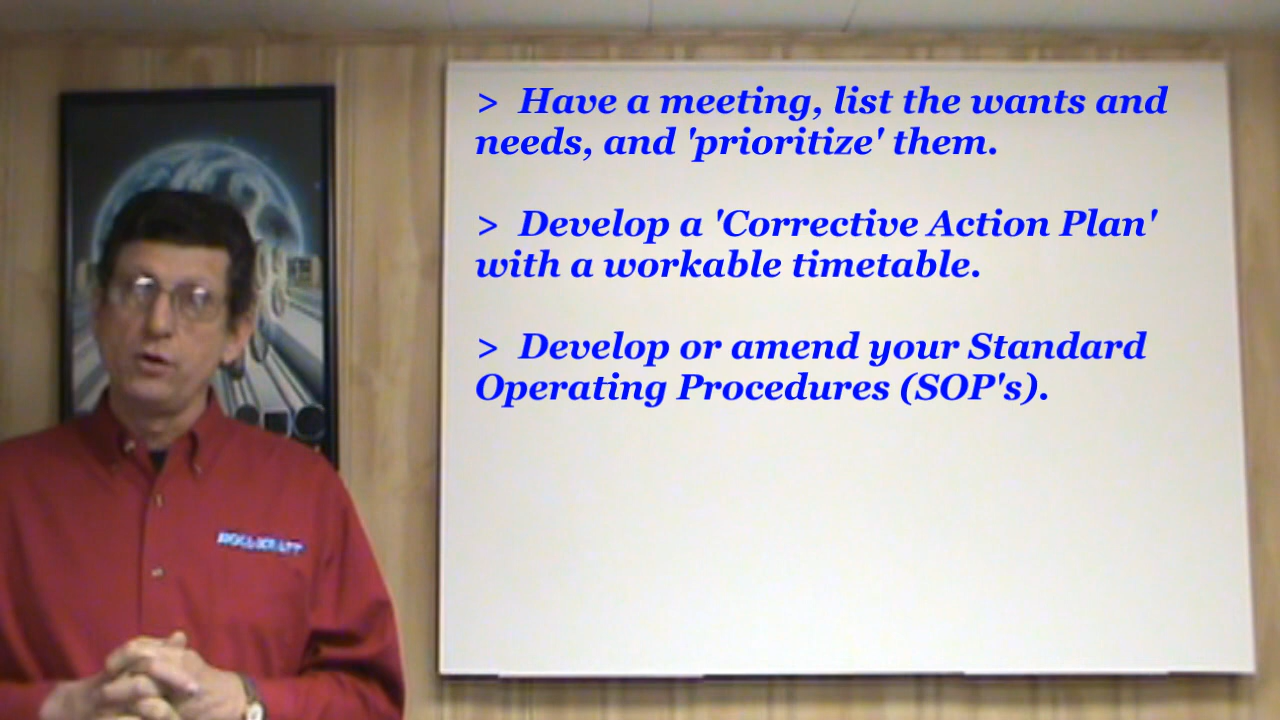 > Have a meeting, list the wants and
needs, and 'prioritize' them.
> Develop a 'Corrective Action Plan'
with a workable timetable.
> Develop or amend your Standard
Operating Procedures (SOP's).